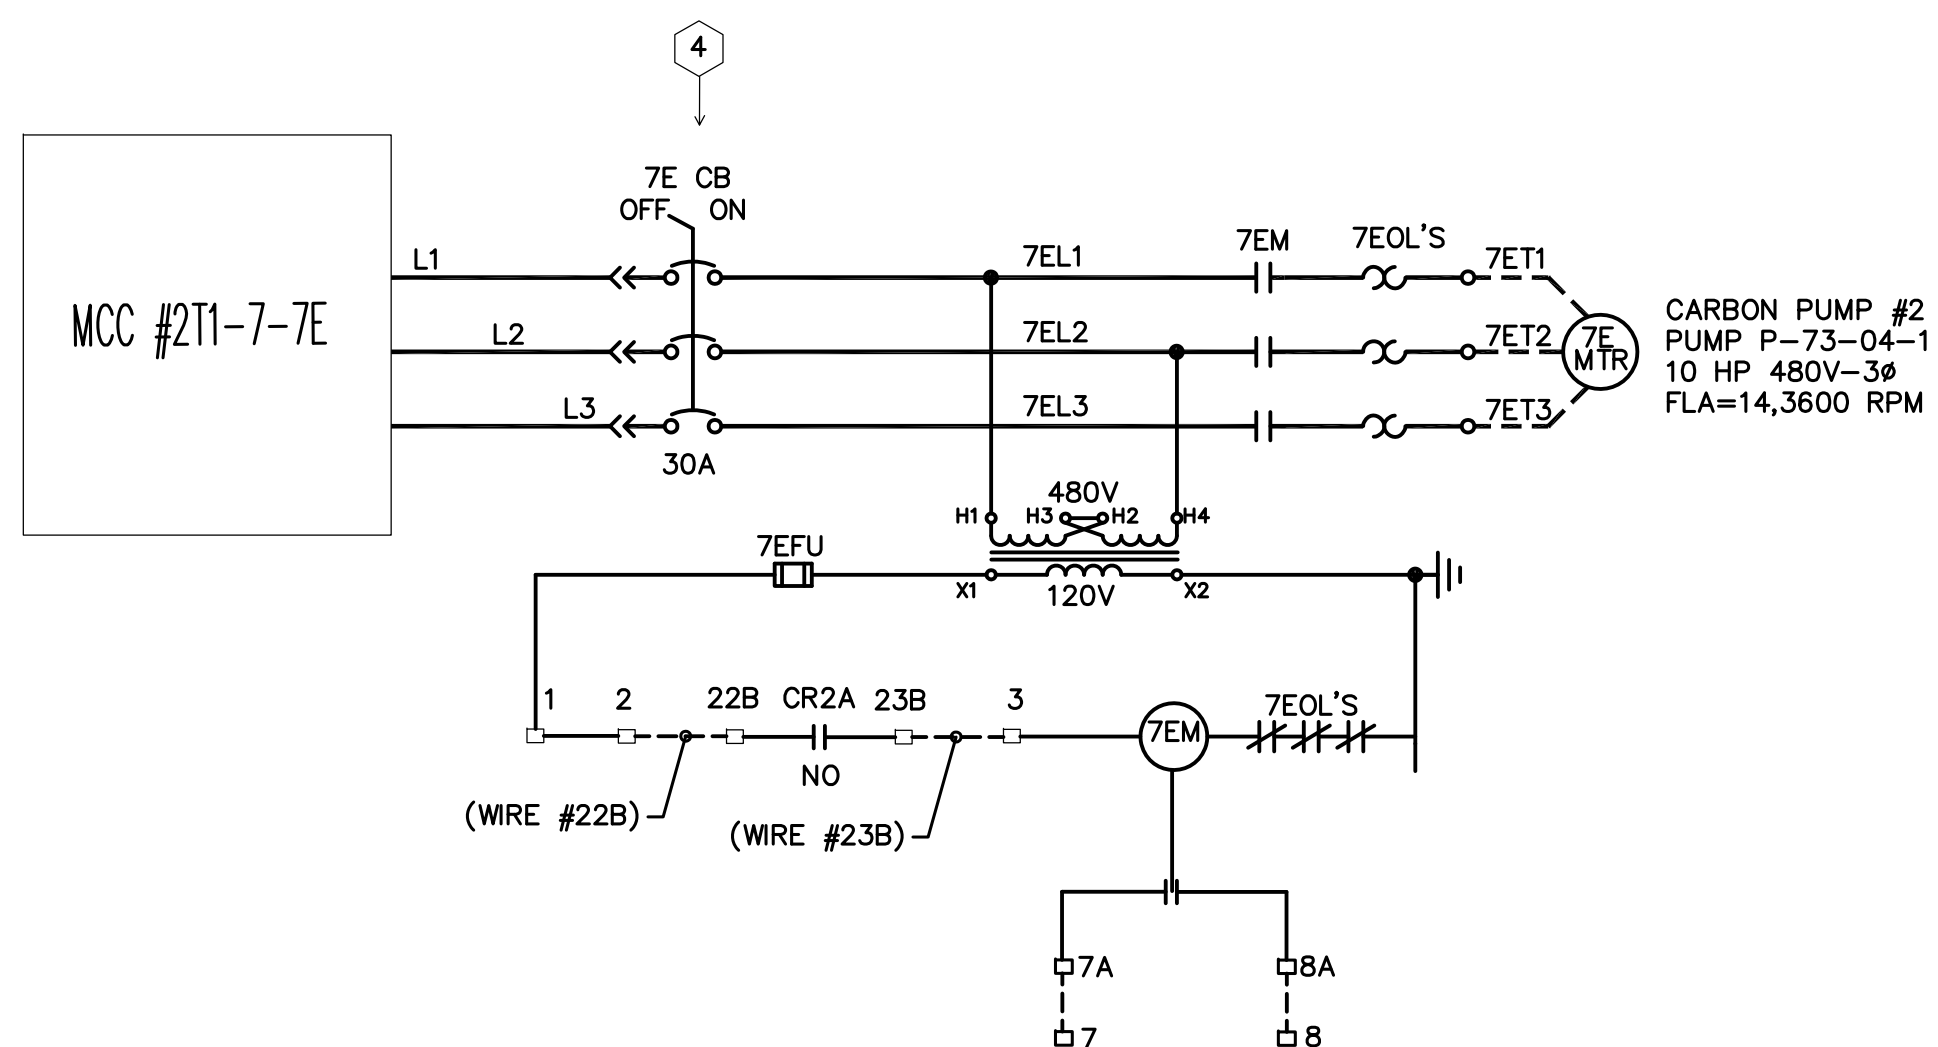 4
7E CB
OFF ON
MCC #2T1-7-7E
L1
L2
L3
30A
7EL1
7EL2
7EL3
7EM
7EOL'S
7ET1
7ET2
7ET3
7E
MTR
CARBON PUMP #2
PUMP P-73-04-1
10 HP 480V-3ø
FLA=14,3600 RPM
480V
H1 H3 H2 H4
7EFU
X1 120V X2
1 2 22B CR2A 23B 3
7EM
7EOL'S
NO
(WIRE #22B)
(WIRE #23B)
7A 8A
7 8